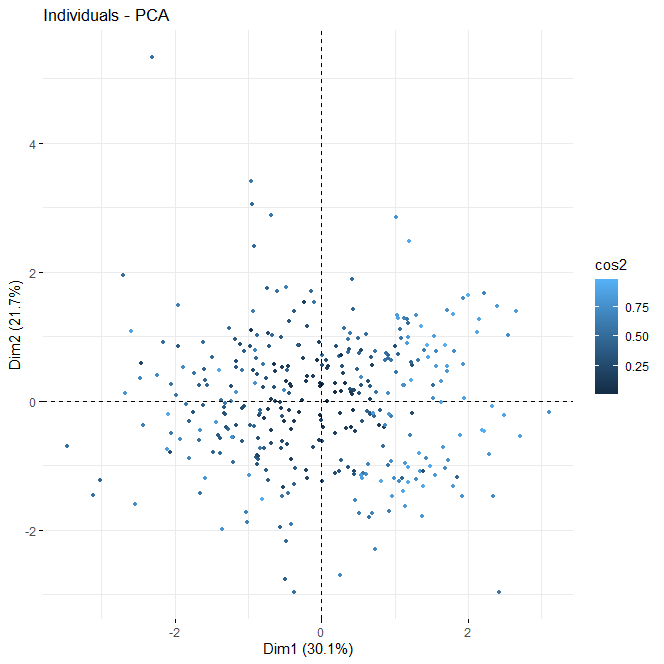 Individuals - PCA
Dim2 (21.7%)
4
2
0
-2
-2
0
2
Dim1 (30.1%)
cos2
0.75
0.50
0.25